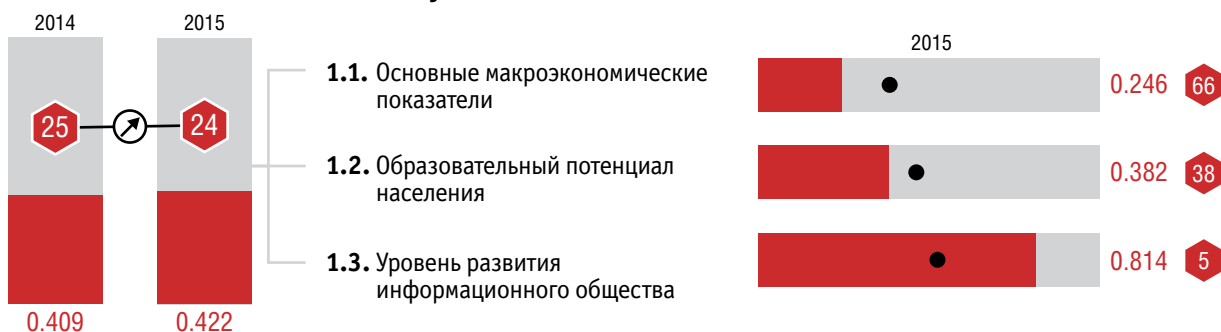 2014 2015
25 24
0.409 0.422
1.1. Основные макроэкономические
показатели
1.2. Образовательный потенциал
населения
1.3. Уровень развития
информационного общества
2015
0.246 66
0.382 38
0.814 5